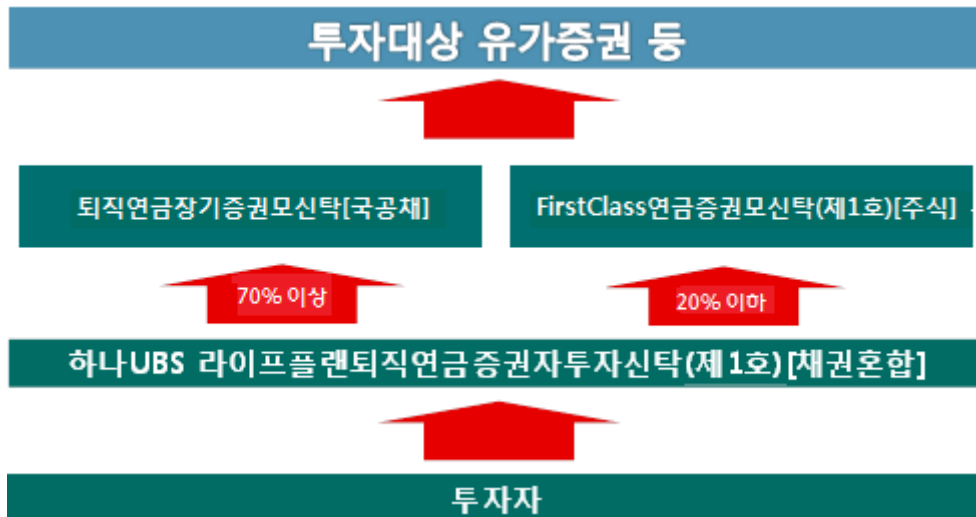 투자대상 유가증권 등
퇴직연금장기증권모신탁[국공채]
FirstClass연금증권모신탁(제1호)[주식]
70% 이상
20% 이하
하나UBS 라이프플랜퇴직연금증권자투자신탁(제1호)[채권혼합]
투자자